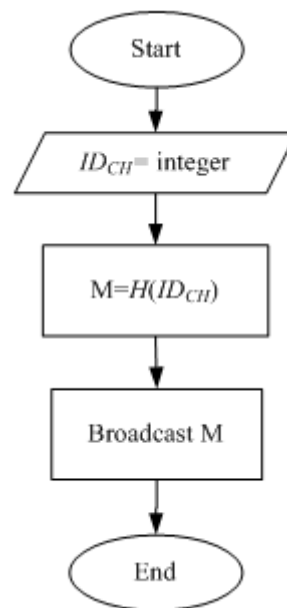 Start
ID_CH= integer
M=H(ID_CH)
Broadcast M
End